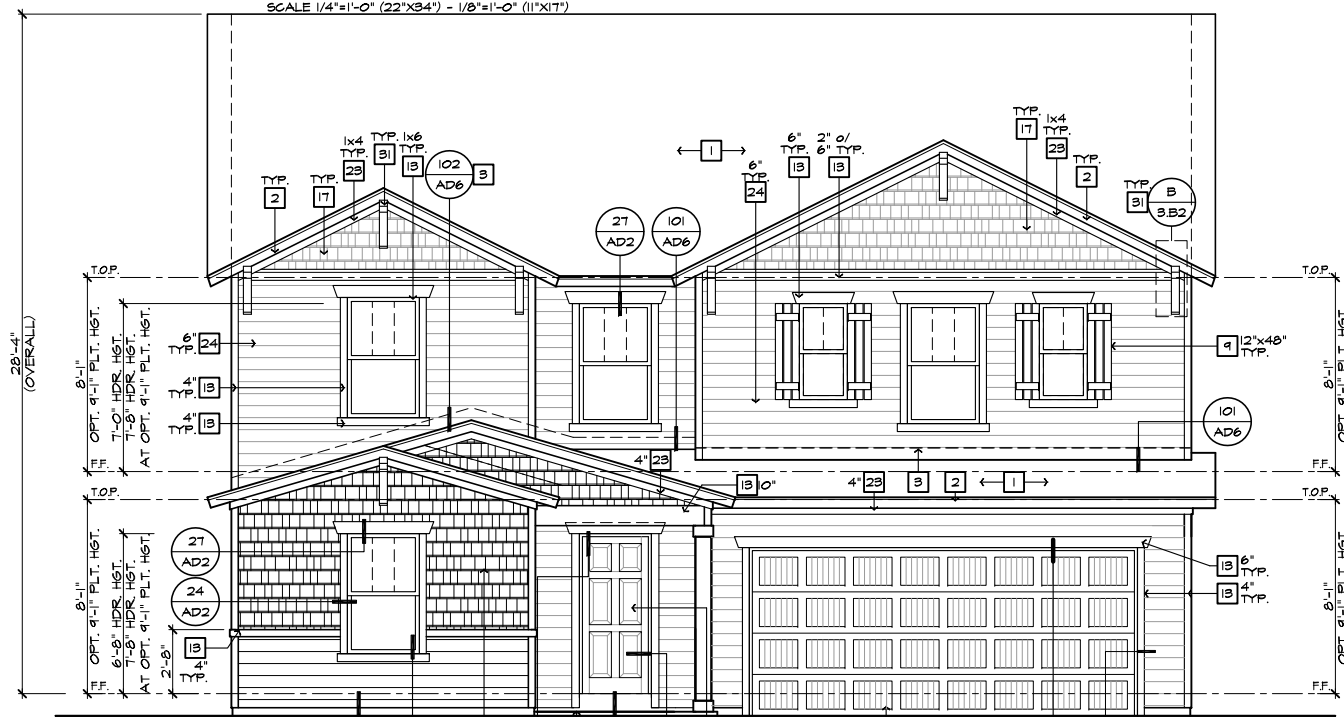 SCALE 1/4"=1'-0" (22"X34") - 1/8"=1'-0" (11"X17")
28'-4"
(OVERALL)
TYP.
2
TYP.
17
1x4
TYP.
23
TYP.
31
1x6
TYP.
13
102
AD6
3
1
6"
TYP.
24
6"
TYP.
13
2" o/
6" TYP.
13
TYP.
17
1x4
TYP.
23
TYP.
2
TYP.
31
B
3.B2
27
AD2
101
AD6
T.O.P.
T.O.P.
8'-1"
OPT. 9'-1" PLT. HGT.
7'-0" HDR. HGT.
7'-8" HDR. HGT.
AT OPT. 9'-1" PLT. HGT.
6"
TYP.
24
4"
TYP.
13
4"
TYP.
13
9
12"x48"
TYP.
8'-1"
OPT. 9'-1" PLT. HGT.
101
AD6
F.F.
F.F.
4" 23
13 10"
4" 23
3
2
1
T.O.P.
T.O.P.
27
AD2
24
AD2
8'-1"
OPT. 9'-1" PLT. HGT.
6'-8" HDR. HGT.
7'-8" HDR. HGT.
AT OPT. 9'-1" PLT. HGT.
2'-8"
13
4"
TYP.
13
6"
TYP.
13
4"
TYP.
8'-1"
OPT. 9'-1" PLT. HGT.
F.F.
F.F.